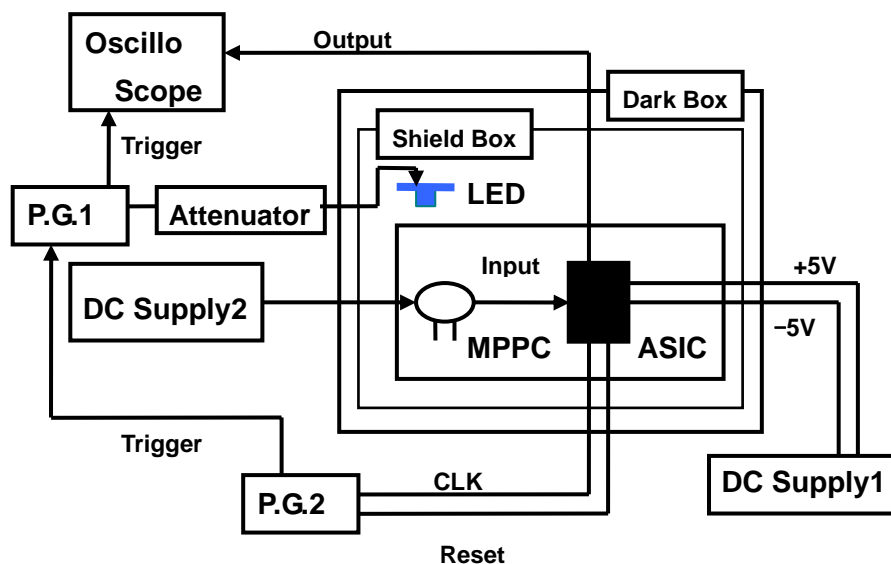 Oscillo
Scope
Output
Dark Box
Shield Box
Trigger
P.G.1
Attenuator
LED
Input
+5V
DC Supply2
−5V
MPPC
ASIC
Trigger
CLK
DC Supply1
P.G.2
Reset